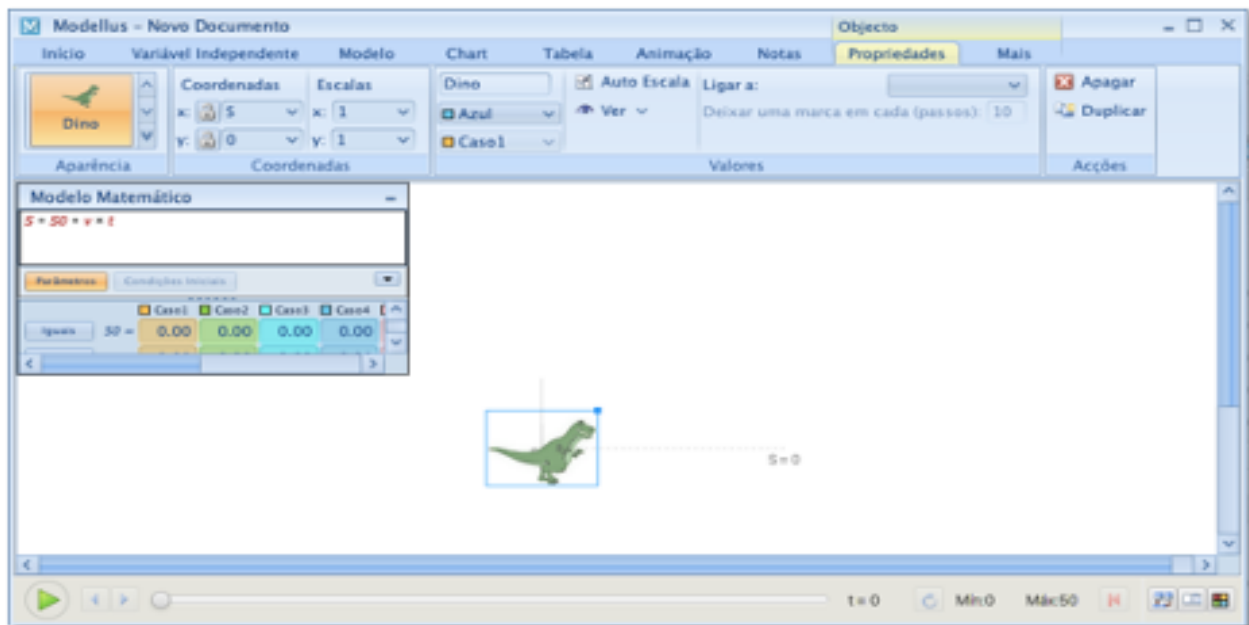 Modellus - Novo Documento
Objecto
Início Variável Independente Modelo Chart Tabela Animação Notas Propriedades Mais
Dino
Aparência
Coordenadas Escalas
x: S x: 1
y: 0 y: 1
Coordenadas
Dino
Azul
Caso1
Auto Escala
Ver
Ligar a:
Deixar uma marca em cada (passos): 10
Valores
Apagar
Duplicar
Acções
Modelo Matemático
Parâmetros Condições Iniciais
Caso1 Caso2 Caso3 Caso4
Iguais S0 = 0.00 0.00 0.00 0.00
S = 0
t = 0 Mín:0 Máx:50